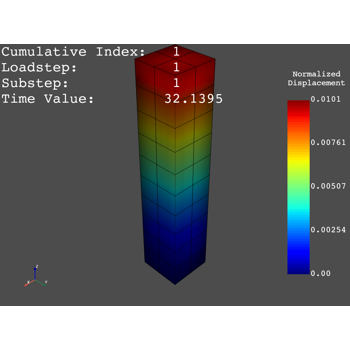 Cumulative Index: 1
Loadstep: 1
Substep: 1
Time Value: 32.1395
Normalized
Displacement
0.0101
0.00761
0.00507
0.00254
0.00